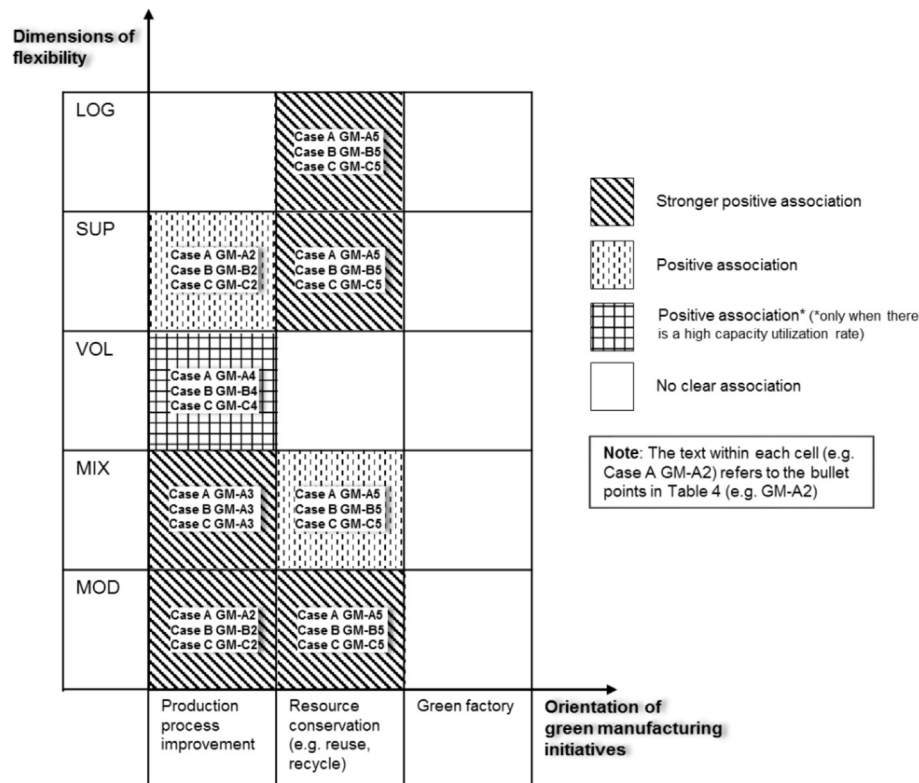 Dimensions of
flexibility
LOG
Case A GM-A5
Case B GM-B5
Case C GM-C5
SUP
Case A GM-A2
Case B GM-B2
Case C GM-C2
Case A GM-A5
Case B GM-B5
Case C GM-C5
VOL
Case A GM-A4
Case B GM-B4
Case C GM-C4
MIX
Case A GM-A3
Case B GM-A3
Case C GM-A3
Case A GM-A5
Case B GM-B5
Case C GM-C5
MOD
Case A GM-A2
Case B GM-B2
Case C GM-C2
Case A GM-A5
Case B GM-B5
Case C GM-C5
Production
process
improvement
Resource
conservation
(e.g. reuse,
recycle)
Green factory
Orientation of
green manufacturing
initiatives
Stronger positive association
Positive association
Positive association* (*only when there
is a high capacity utilization rate)
No clear association
Note: The text within each cell (e.g.
Case A GM-A2) refers to the bullet
points in Table 4 (e.g. GM-A2)